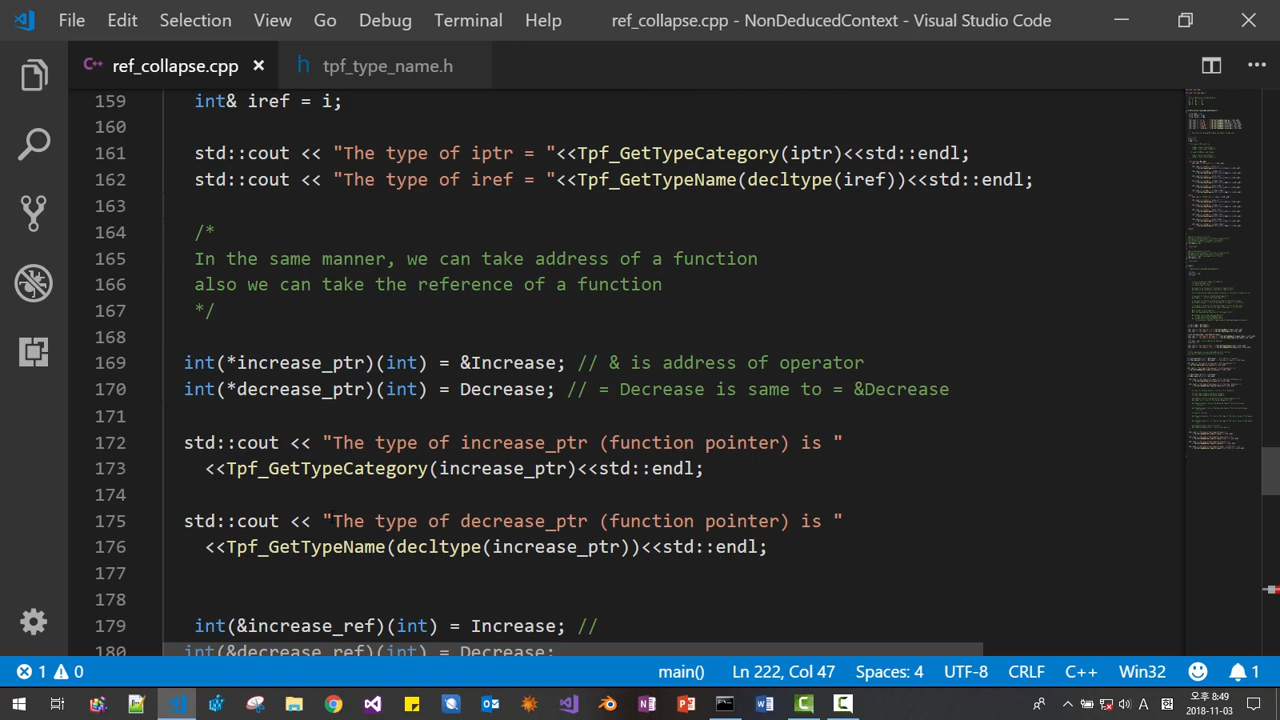 File Edit Selection View Go Debug Terminal Help ref_collapse.cpp - NonDeducedContext - Visual Studio Code
C++ ref_collapse.cpp × h tpf_type_name.h
159 int& iref = i;
160
161 std::cout << "The type of iptr = "<<Tpf_GetTypeCategory(iptr)<<std::endl;
162 std::cout << "The type of iref = "<<Tpf_GetTypeName(decltype(iref))<<std::endl;
163
164 /*
165 In the same manner, we can take address of a function
166 also we can take the reference of a function
167 */
168
169 int(*increase_ptr)(int) = &Increase; // & is address of operator
170 int(*decrease_ptr)(int) = Decrease; // = Decrease is same to = &Decrease
171
172 std::cout << "The type of increase_ptr (function pointer) is "
173 <<Tpf_GetTypeCategory(increase_ptr)<<std::endl;
174
175 std::cout << "The type of decrease_ptr (function pointer) is "
176 <<Tpf_GetTypeName(decltype(increase_ptr))<<std::endl;
177
178
179 int(&increase_ref)(int) = Increase; //
180 int(&decrease_ref)(int) = Decrease;
1 0 main() Ln 222, Col 47 Spaces: 4 UTF-8 CRLF C++ Win32 1
A 오후 8:49
2018-11-03